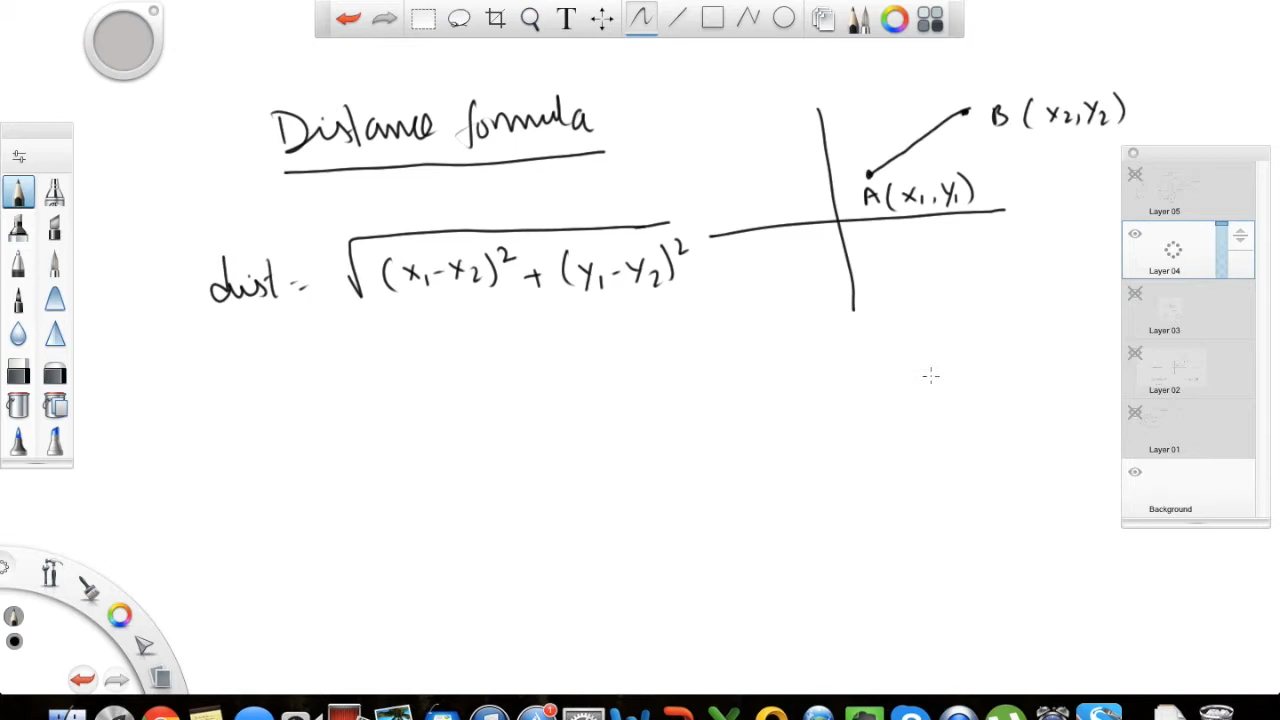 Distance formula
B (x2, y2)
A (x1, y1)
dist = √(x1-x2)² + (y1-y2)²
T
Layer 05
Layer 04
Layer 03
Layer 02
Layer 01
Background
1